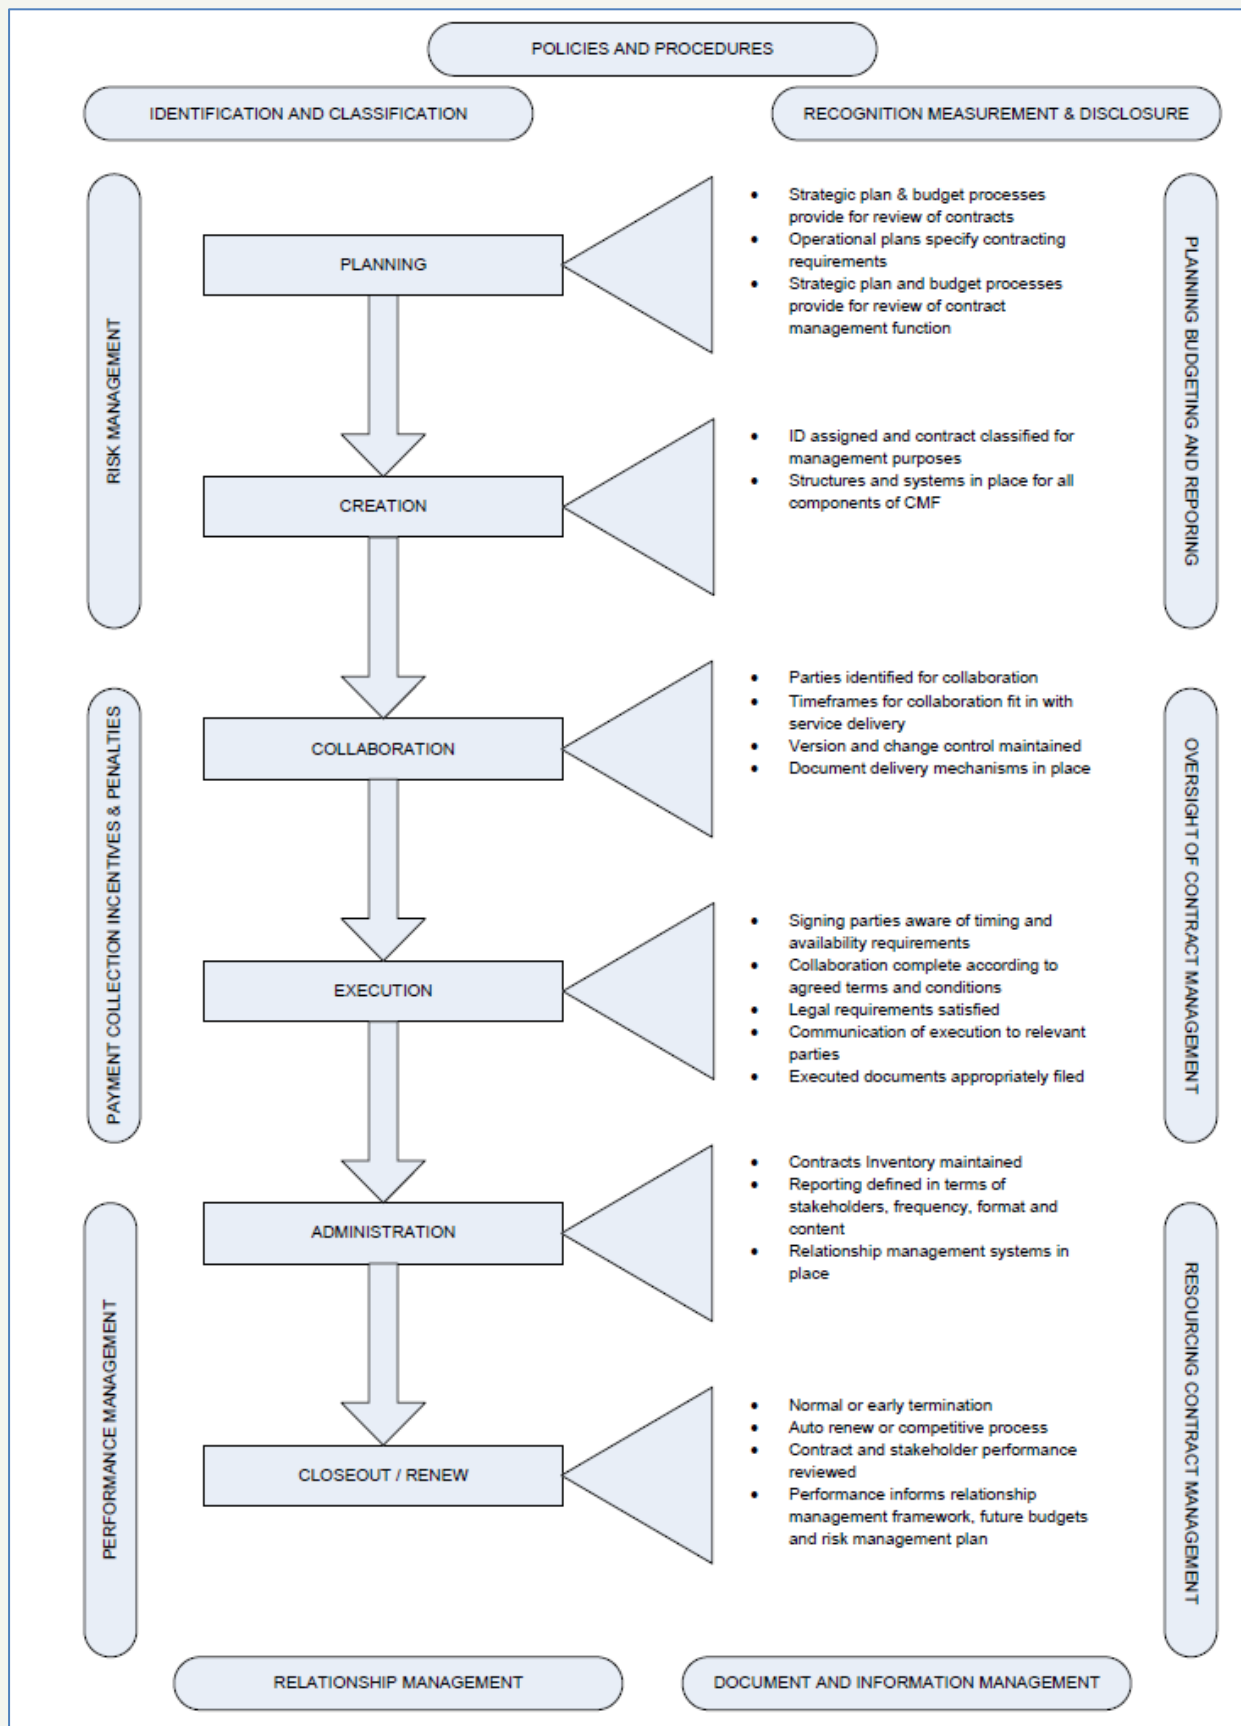 POLICIES AND PROCEDURES
IDENTIFICATION AND CLASSIFICATION
RECOGNITION MEASUREMENT & DISCLOSURE
RISK MANAGEMENT
PLANNING
• Strategic plan & budget processes
provide for review of contracts
• Operational plans specify contracting
requirements
• Strategic plan and budget processes
provide for review of contract
management function
PLANNING BUDGETING AND REPORING
CREATION
• ID assigned and contract classified for
management purposes
• Structures and systems in place for all
components of CMF
PAYMENT COLLECTION INCENTIVES & PENALTIES
COLLABORATION
• Parties identified for collaboration
• Timeframes for collaboration fit in with
service delivery
• Version and change control maintained
• Document delivery mechanisms in place
OVERSIGHT OF CONTRACT MANAGEMENT
EXECUTION
• Signing parties aware of timing and
availability requirements
• Collaboration complete according to
agreed terms and conditions
• Legal requirements satisfied
• Communication of execution to relevant
parties
• Executed documents appropriately filed
PERFORMANCE MANAGEMENT
ADMINISTRATION
• Contracts Inventory maintained
• Reporting defined in terms of
stakeholders, frequency, format and
content
• Relationship management systems in
place
RESOURCING CONTRACT MANAGEMENT
CLOSEOUT / RENEW
• Normal or early termination
• Auto renew or competitive process
• Contract and stakeholder performance
reviewed
• Performance informs relationship
management framework, future budgets
and risk management plan
RELATIONSHIP MANAGEMENT
DOCUMENT AND INFORMATION MANAGEMENT